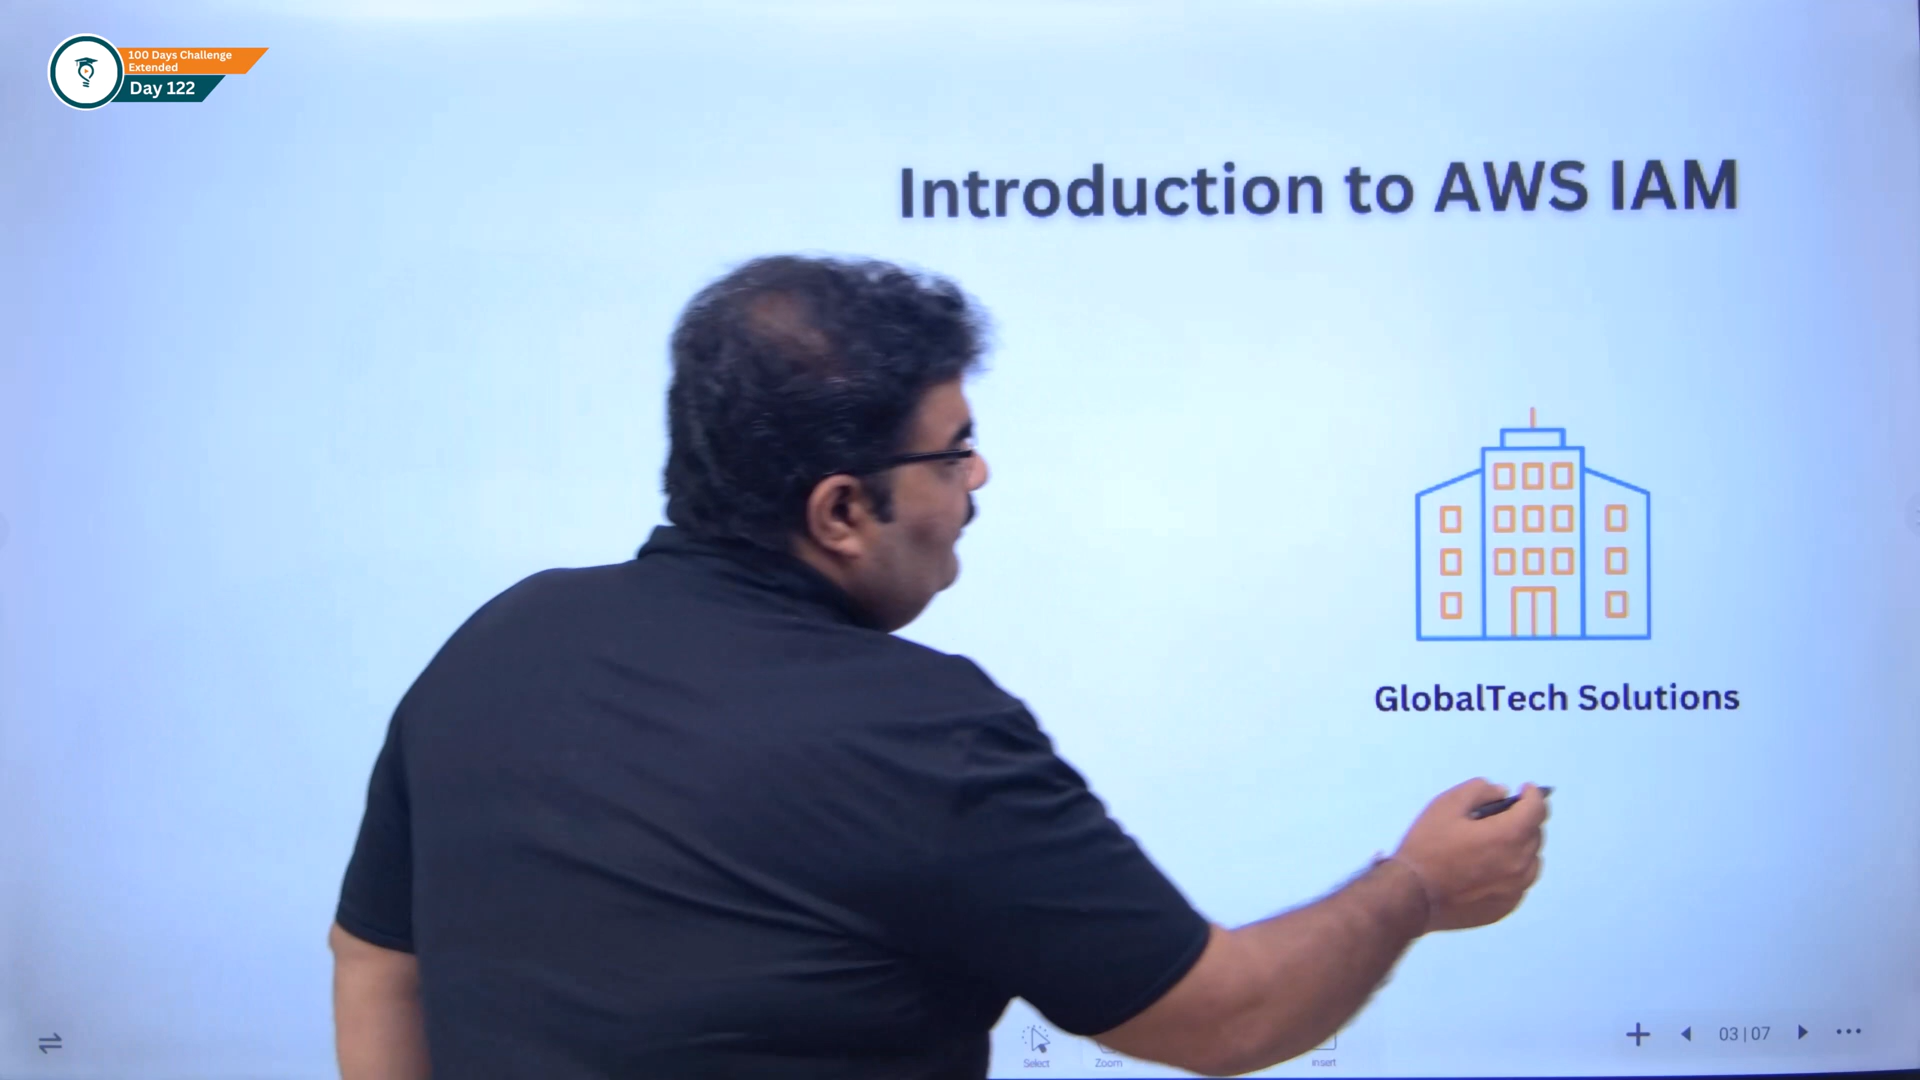 100 Days Challenge
Extended
Day 122
Introduction to AWS IAM
GlobalTech Solutions
Select
Zoom
Insert
03|07